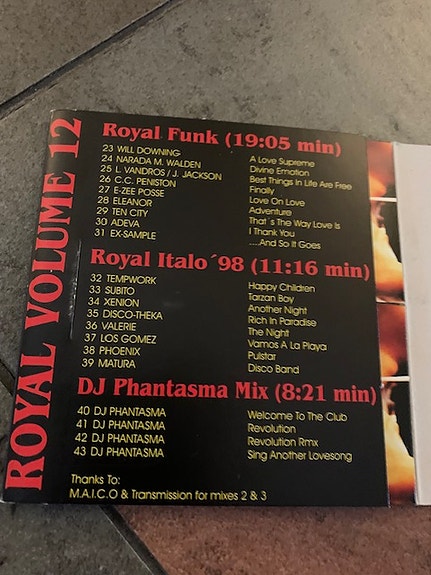 ROYAL VOLUME 12
Royal Funk (19:05 min)
23 WILL DOWNING A Love Supreme
24 NARADA M. WALDEN Divine Emotion
25 L. VANDROS / J. JACKSON Best Things In Life Are Free
26 C.C. PENISTON Finally
27 E-ZEE POSSE Love On Love
28 ELEANOR Adventure
29 TEN CITY That´s The Way Love Is
30 ADEVA I Thank You
31 EX-SAMPLE ....And So It Goes
Royal Italo´98 (11:16 min)
32 TEMPWORK Happy Children
33 SUBITO Tarzan Boy
34 XENION Another Night
35 DISCO-THEKA Rich In Paradise
36 VALERIE The Night
37 LOS GOMEZ Vamos A La Playa
38 PHOENIX Pulstar
39 MATURA Disco Band
DJ Phantasma Mix (8:21 min)
40 DJ PHANTASMA Welcome To The Club
41 DJ PHANTASMA Revolution
42 DJ PHANTASMA Revolution Rmx
43 DJ PHANTASMA Sing Another Lovesong
Thanks To:
M.A.I.C.O & Transmission for mixes 2 & 3